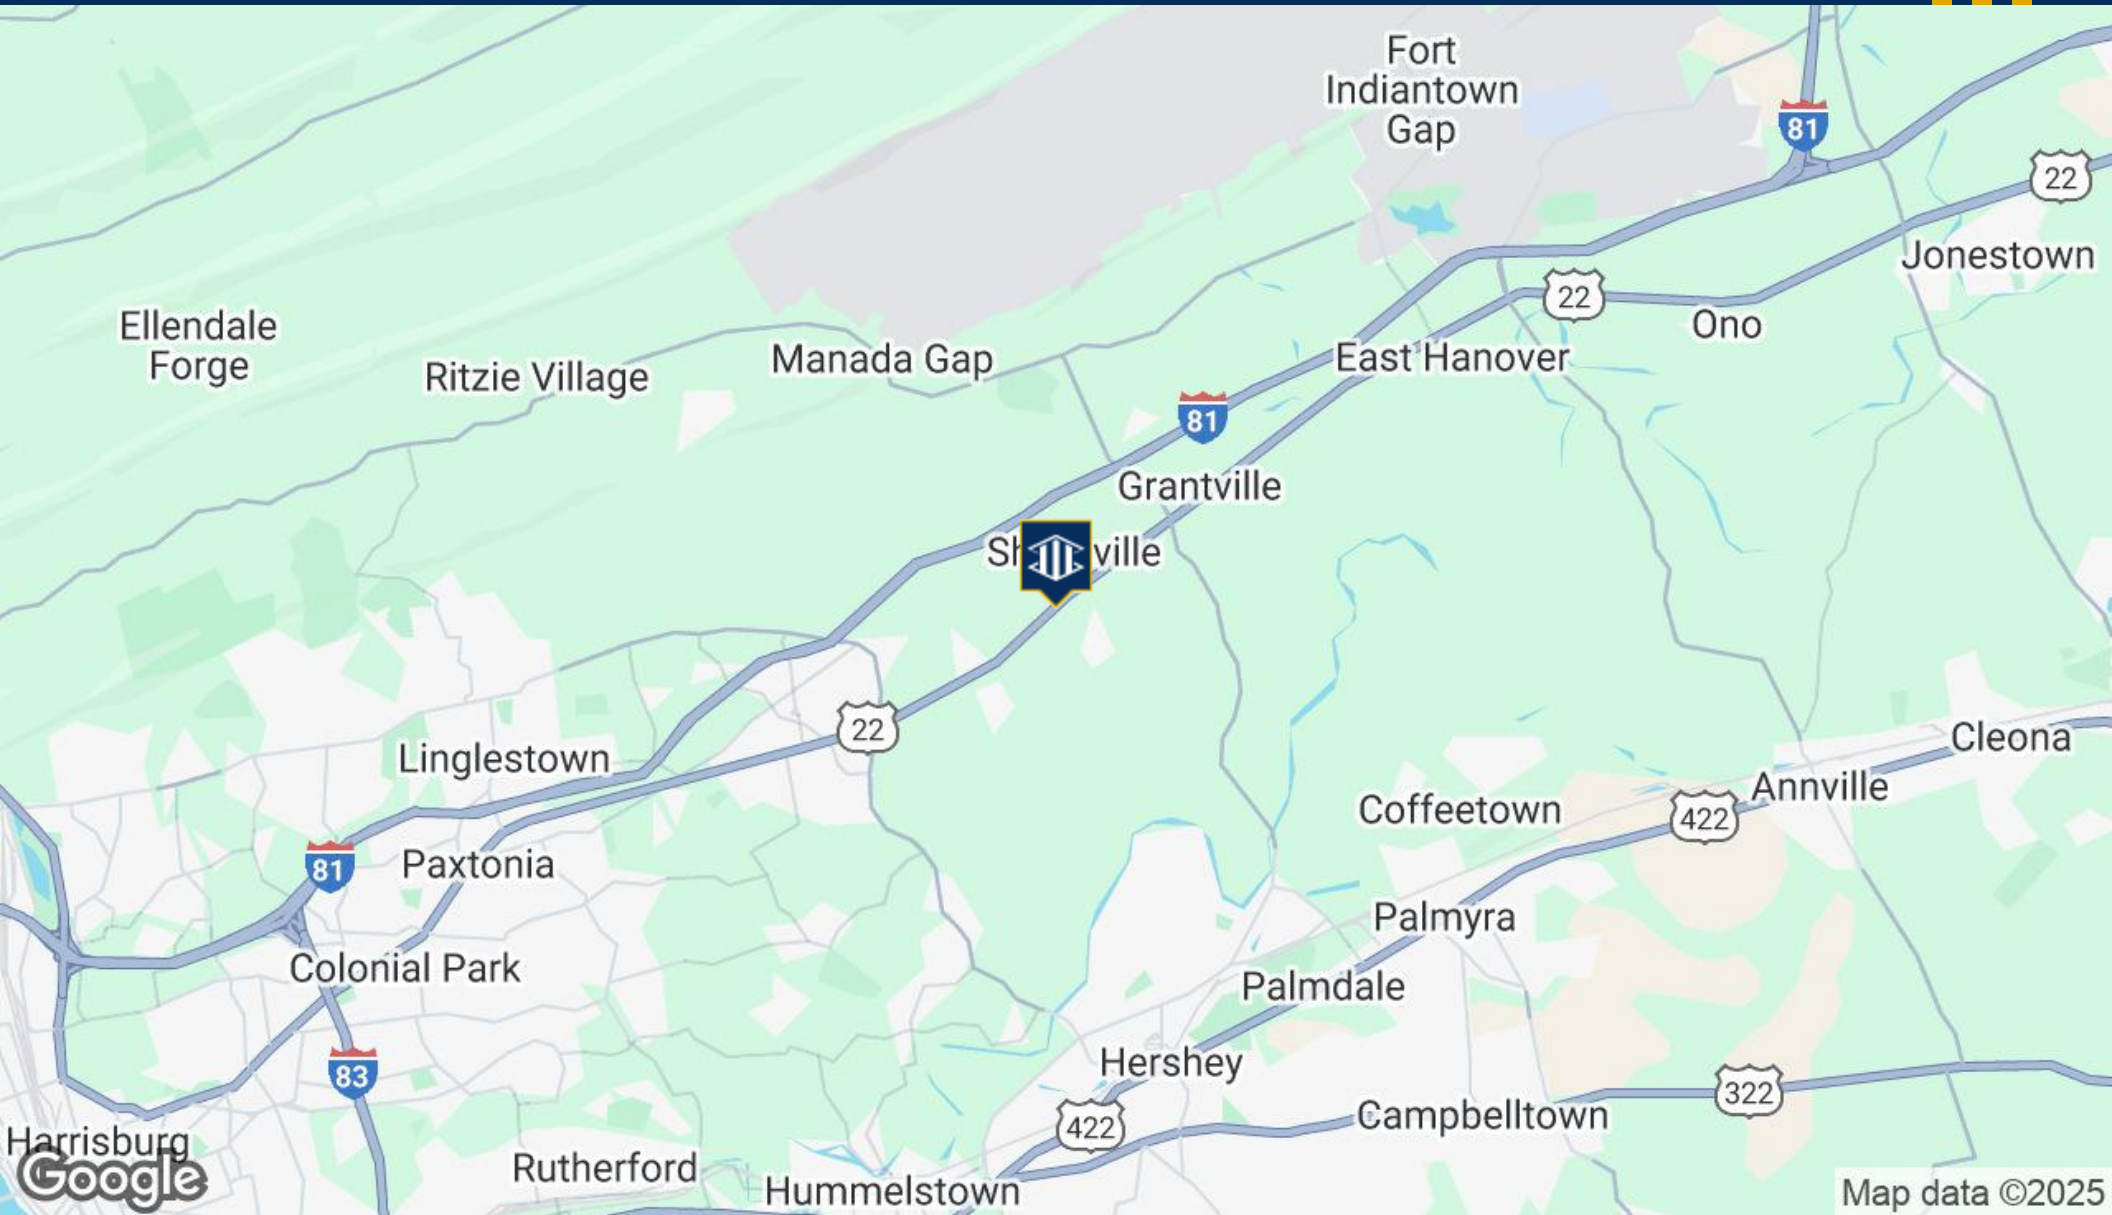 Fort
Indiantown
Gap
81
22
Jonestown
22
Ono
Ellendale
Forge
Ritzie Village
Manada Gap
East Hanover
81
Grantville
ville
22
Linglestown
Cleona
Annville
Coffeetown
422
81
Paxtonia
Palmyra
Colonial Park
Palmdale
Hershey
83
322
Campbelltown
422
Harrisburg
Google
Rutherford
Hummelstown
Map data ©2025